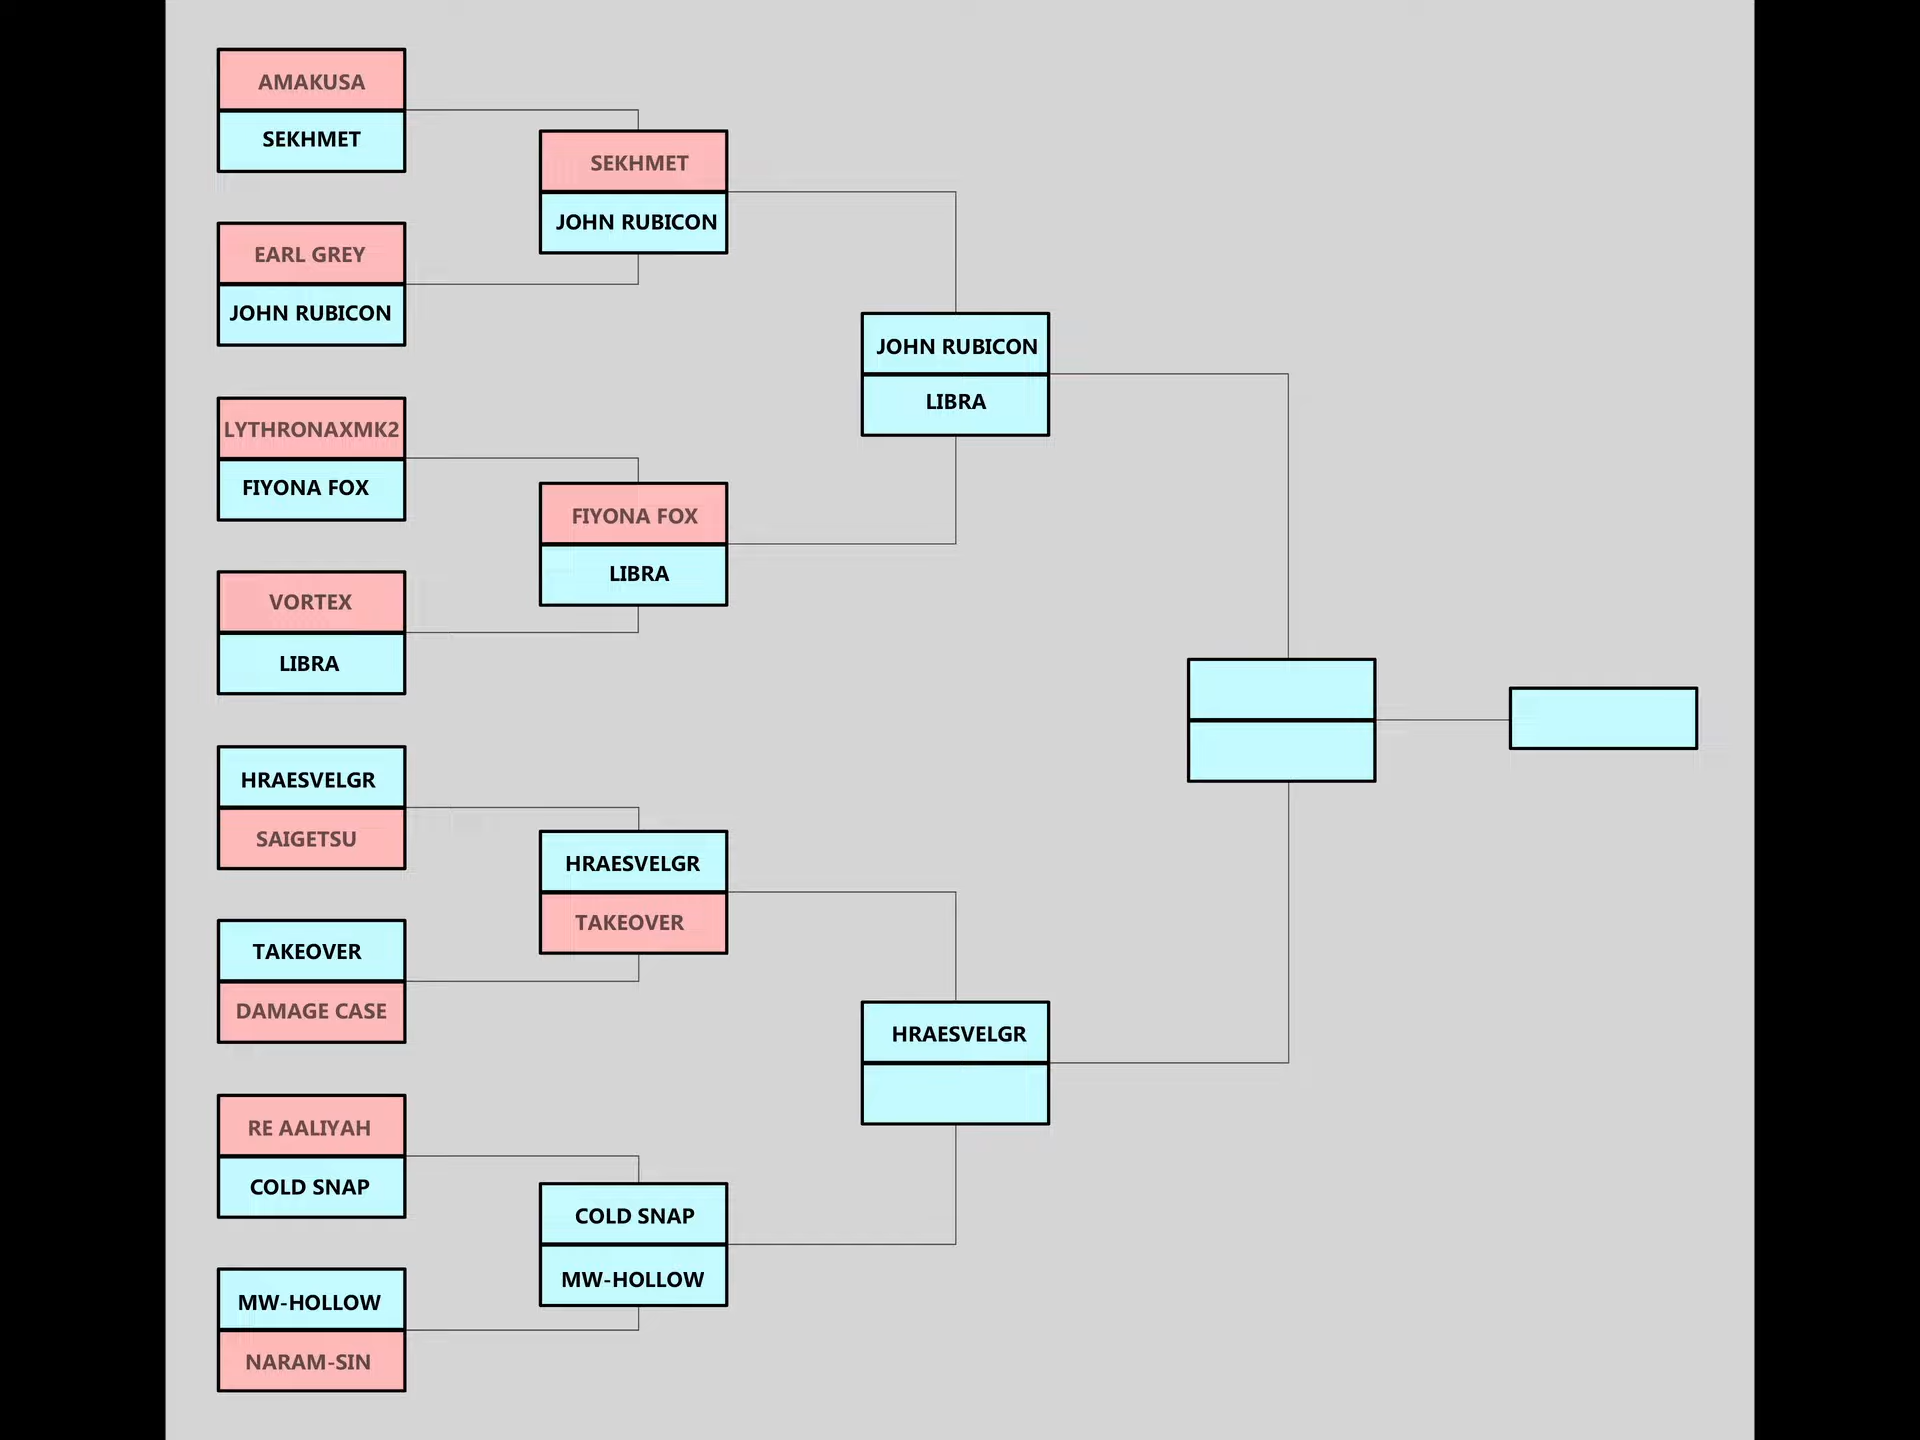 AMAKUSA
SEKHMET
EARL GREY
JOHN RUBICON
LYTHRONAXMK2
FIYONA FOX
VORTEX
LIBRA
HRAESVELGR
SAIGETSU
TAKEOVER
DAMAGE CASE
RE AALIYAH
COLD SNAP
MW-HOLLOW
NARAM-SIN
SEKHMET
JOHN RUBICON
FIYONA FOX
LIBRA
HRAESVELGR
TAKEOVER
COLD SNAP
MW-HOLLOW
JOHN RUBICON
LIBRA
HRAESVELGR